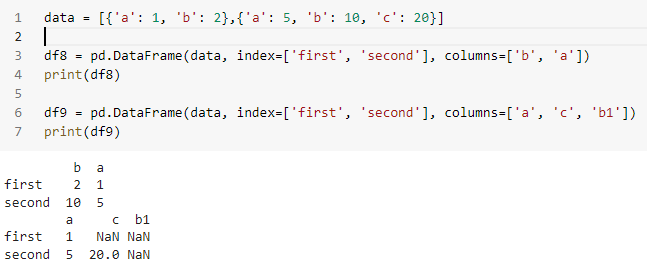 1 data = [{'a': 1, 'b': 2},{'a': 5, 'b': 10, 'c': 20}]
2
3 df8 = pd.DataFrame(data, index=['first', 'second'], columns=['b', 'a'])
4 print(df8)
5
6 df9 = pd.DataFrame(data, index=['first', 'second'], columns=['a', 'c', 'b1'])
7 print(df9)
         b  a
first    2  1
second  10  5
        a     c  b1
first   1   NaN NaN
second  5  20.0 NaN